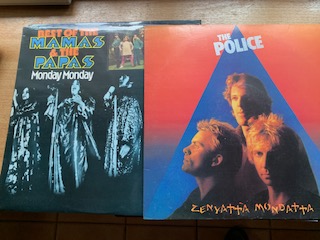 BEST OF THE
MAMAS
& THE
PAPAS
Monday Monday
THE
POLICE
ZENYATTA MONDATTA